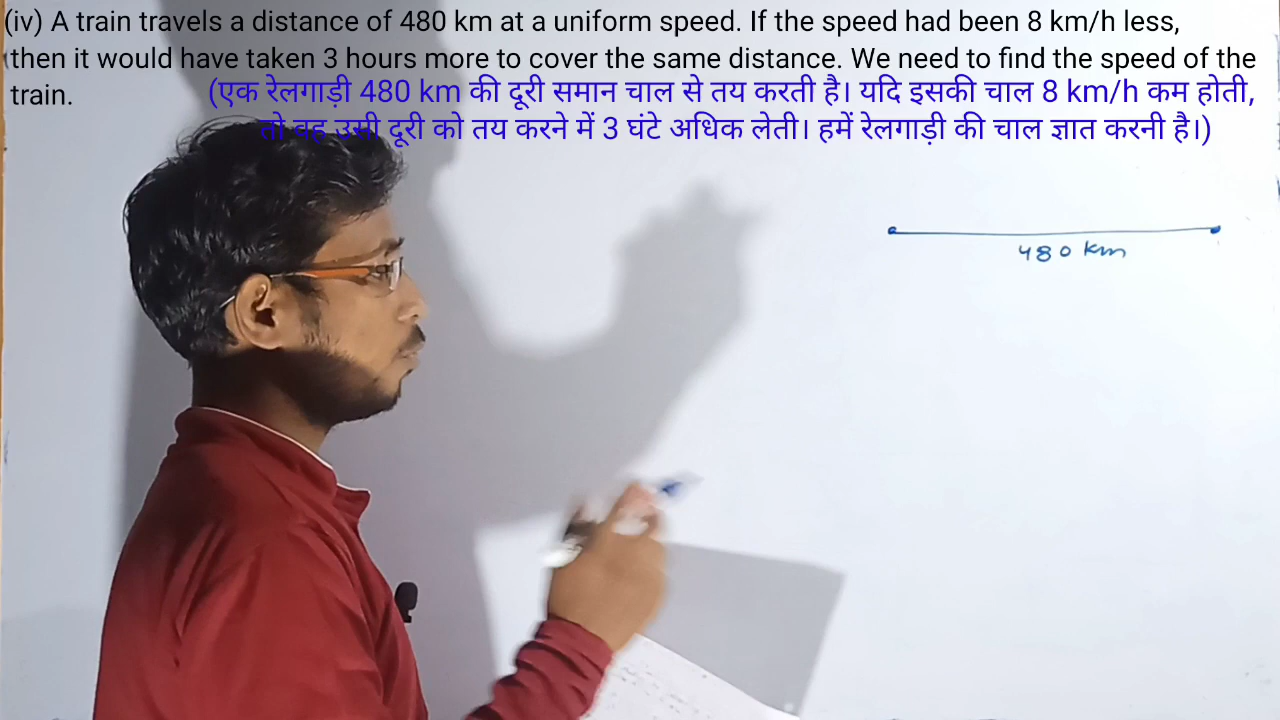 (iv) A train travels a distance of 480 km at a uniform speed. If the speed had been 8 km/h less,
then it would have taken 3 hours more to cover the same distance. We need to find the speed of the
train.
(एक रेलगाड़ी 480 km की दूरी समान चाल से तय करती है। यदि इसकी चाल 8 km/h कम होती,
तो वह उसी दूरी को तय करने में 3 घंटे अधिक लेती। हमें रेलगाड़ी की चाल ज्ञात करनी है।)
480 km